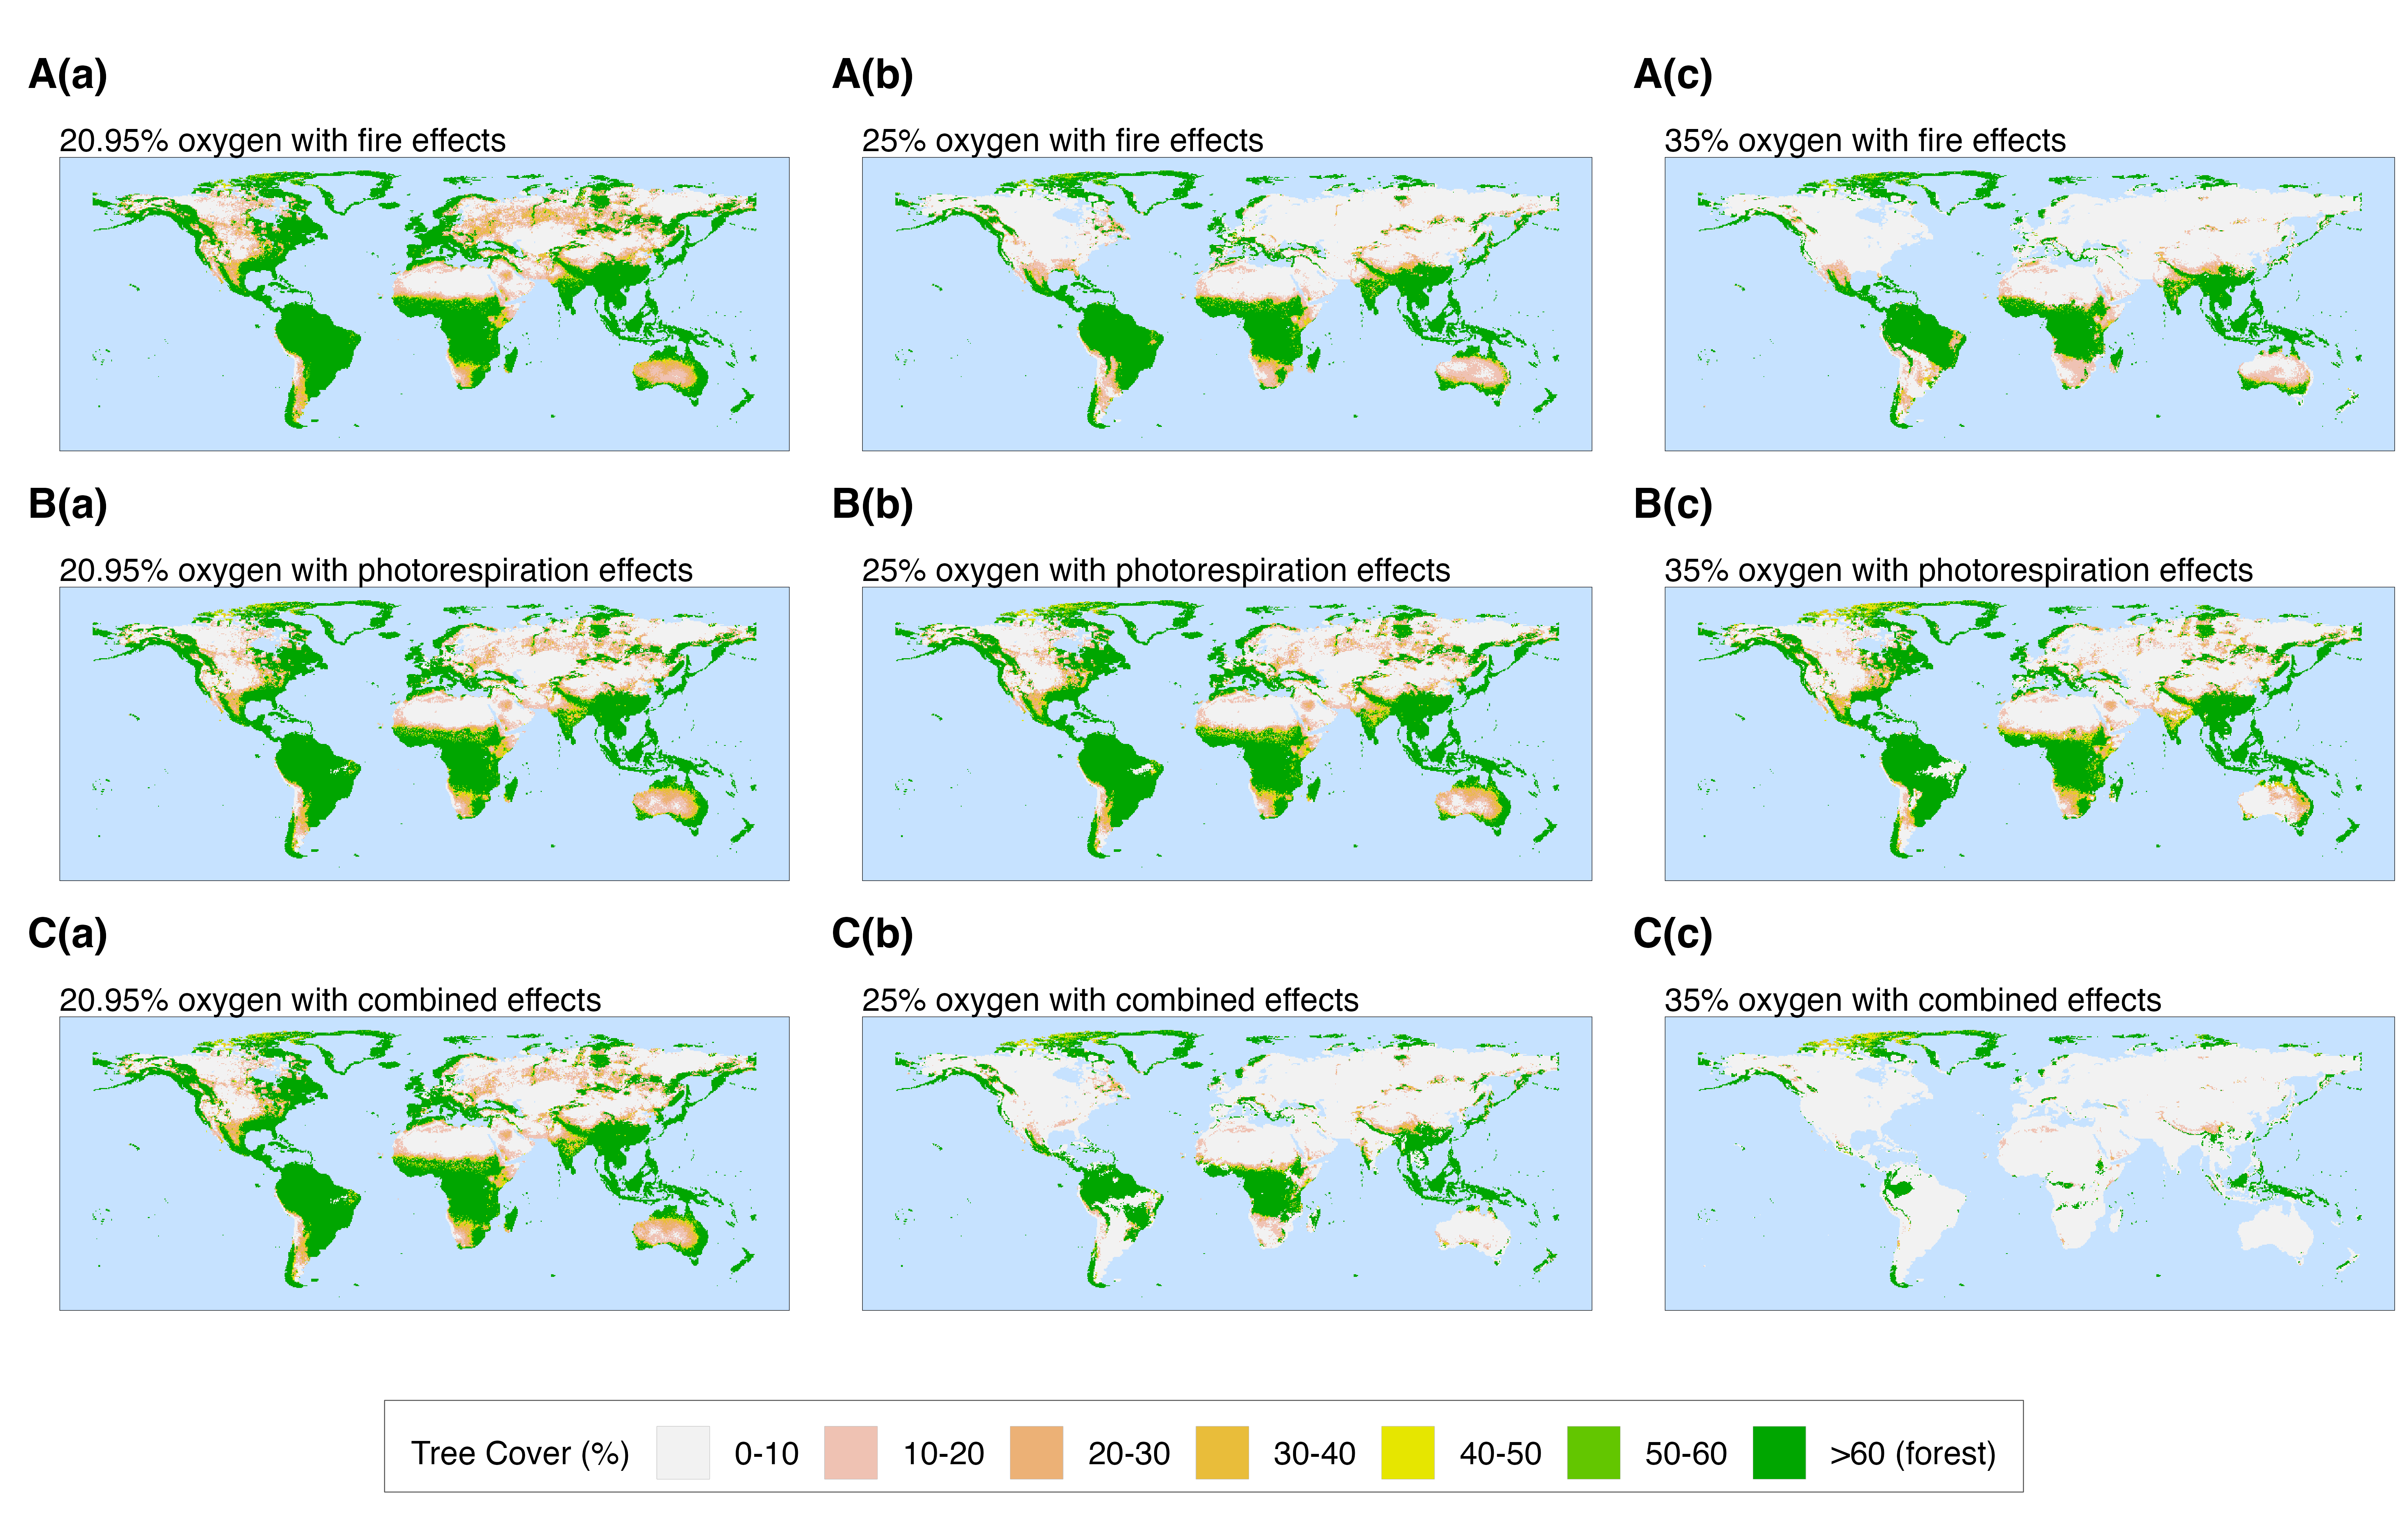 A(a)
A(b)
A(c)
20.95% oxygen with fire effects
25% oxygen with fire effects
35% oxygen with fire effects
B(a)
B(b)
B(c)
20.95% oxygen with photorespiration effects
25% oxygen with photorespiration effects
35% oxygen with photorespiration effects
C(a)
C(b)
C(c)
20.95% oxygen with combined effects
25% oxygen with combined effects
35% oxygen with combined effects
Tree Cover (%) 0-10 10-20 20-30 30-40 40-50 50-60 >60 (forest)